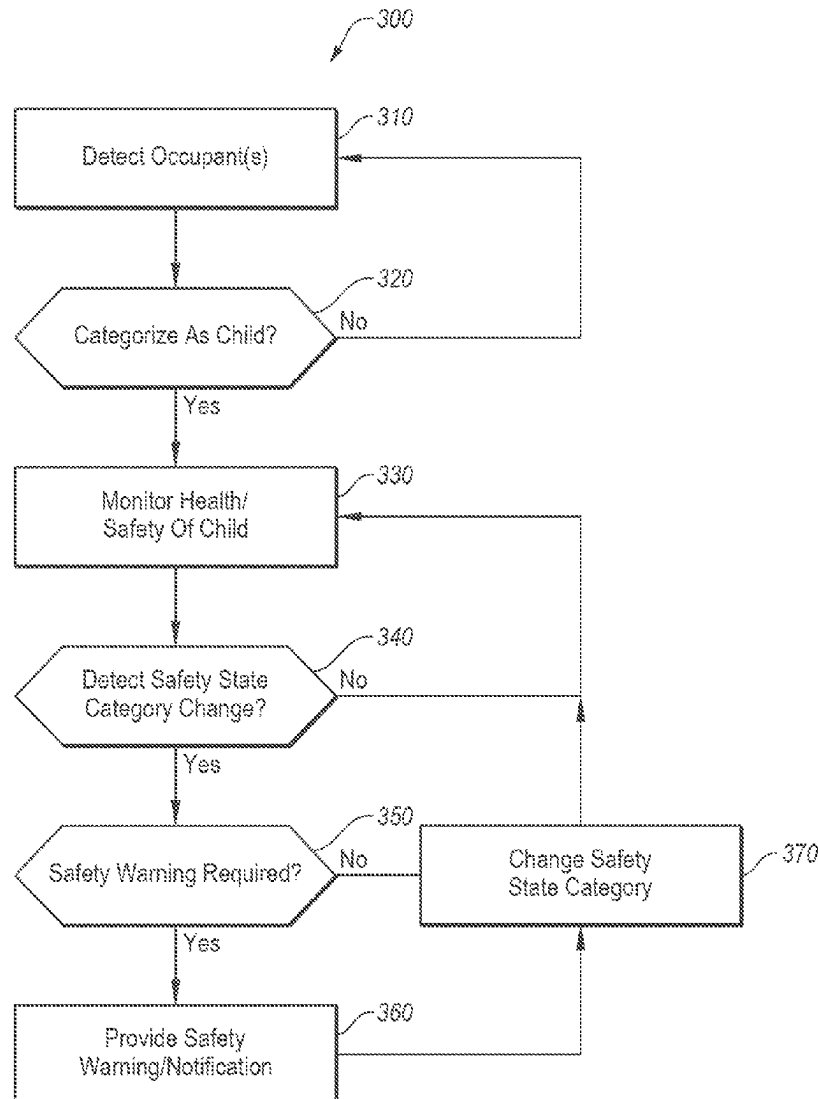 300
310
Detect Occupant(s)
320
Categorize As Child?
No
Yes
330
Monitor Health/
Safety Of Child
340
Detect Safety State
Category Change?
No
Yes
350
Safety Warning Required?
No
Change Safety
State Category
370
Yes
360
Provide Safety
Warning/Notification